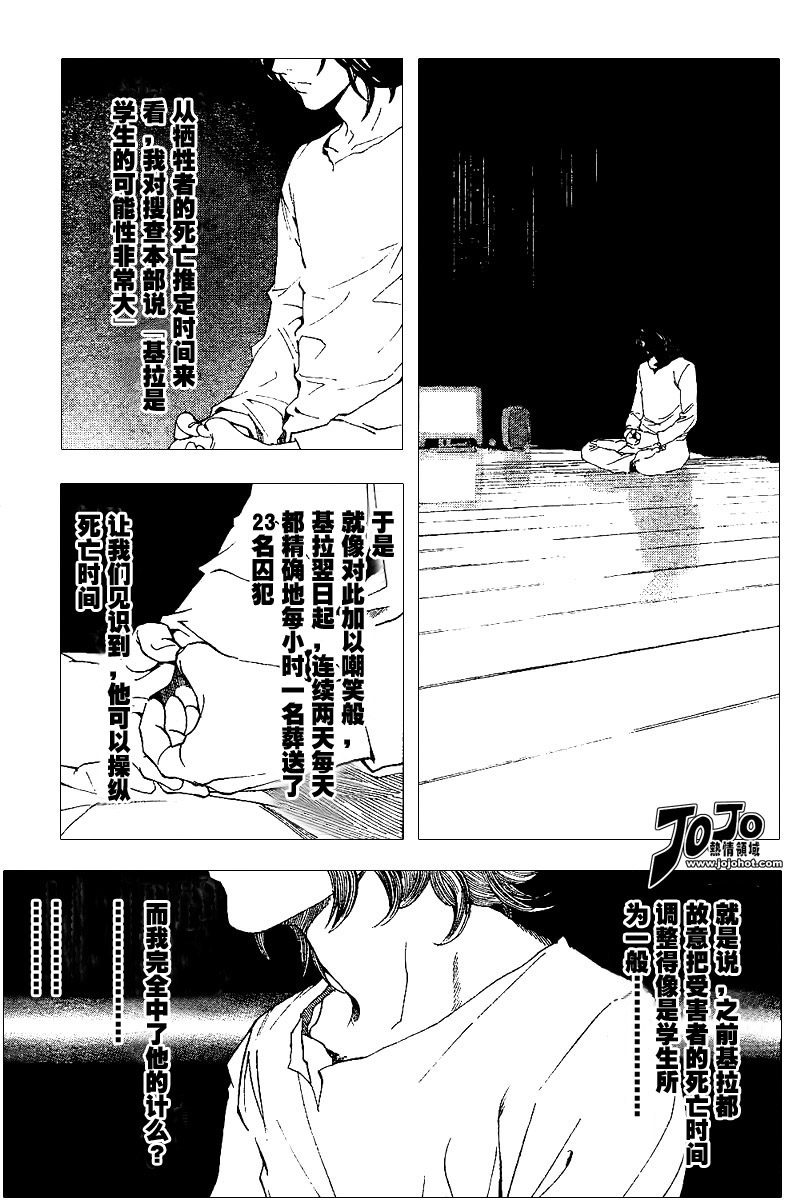 从牺牲者的死亡推定时间来
看，我对搜查本部说『基拉是
学生的可能性非常大』
于是
就像对此加以嘲笑般，
基拉翌日起，连续两天每天
都精确地每小时一名葬送了
23名囚犯
让我们见识到，他可以操纵
死亡时间
JOJO
熱情領域
www.jojohot.com
就是说，之前基拉都
故意把受害者的死亡时间
调整得像是学生所
为一般………………
而我完全中了他的计么？
………………
…………
…………